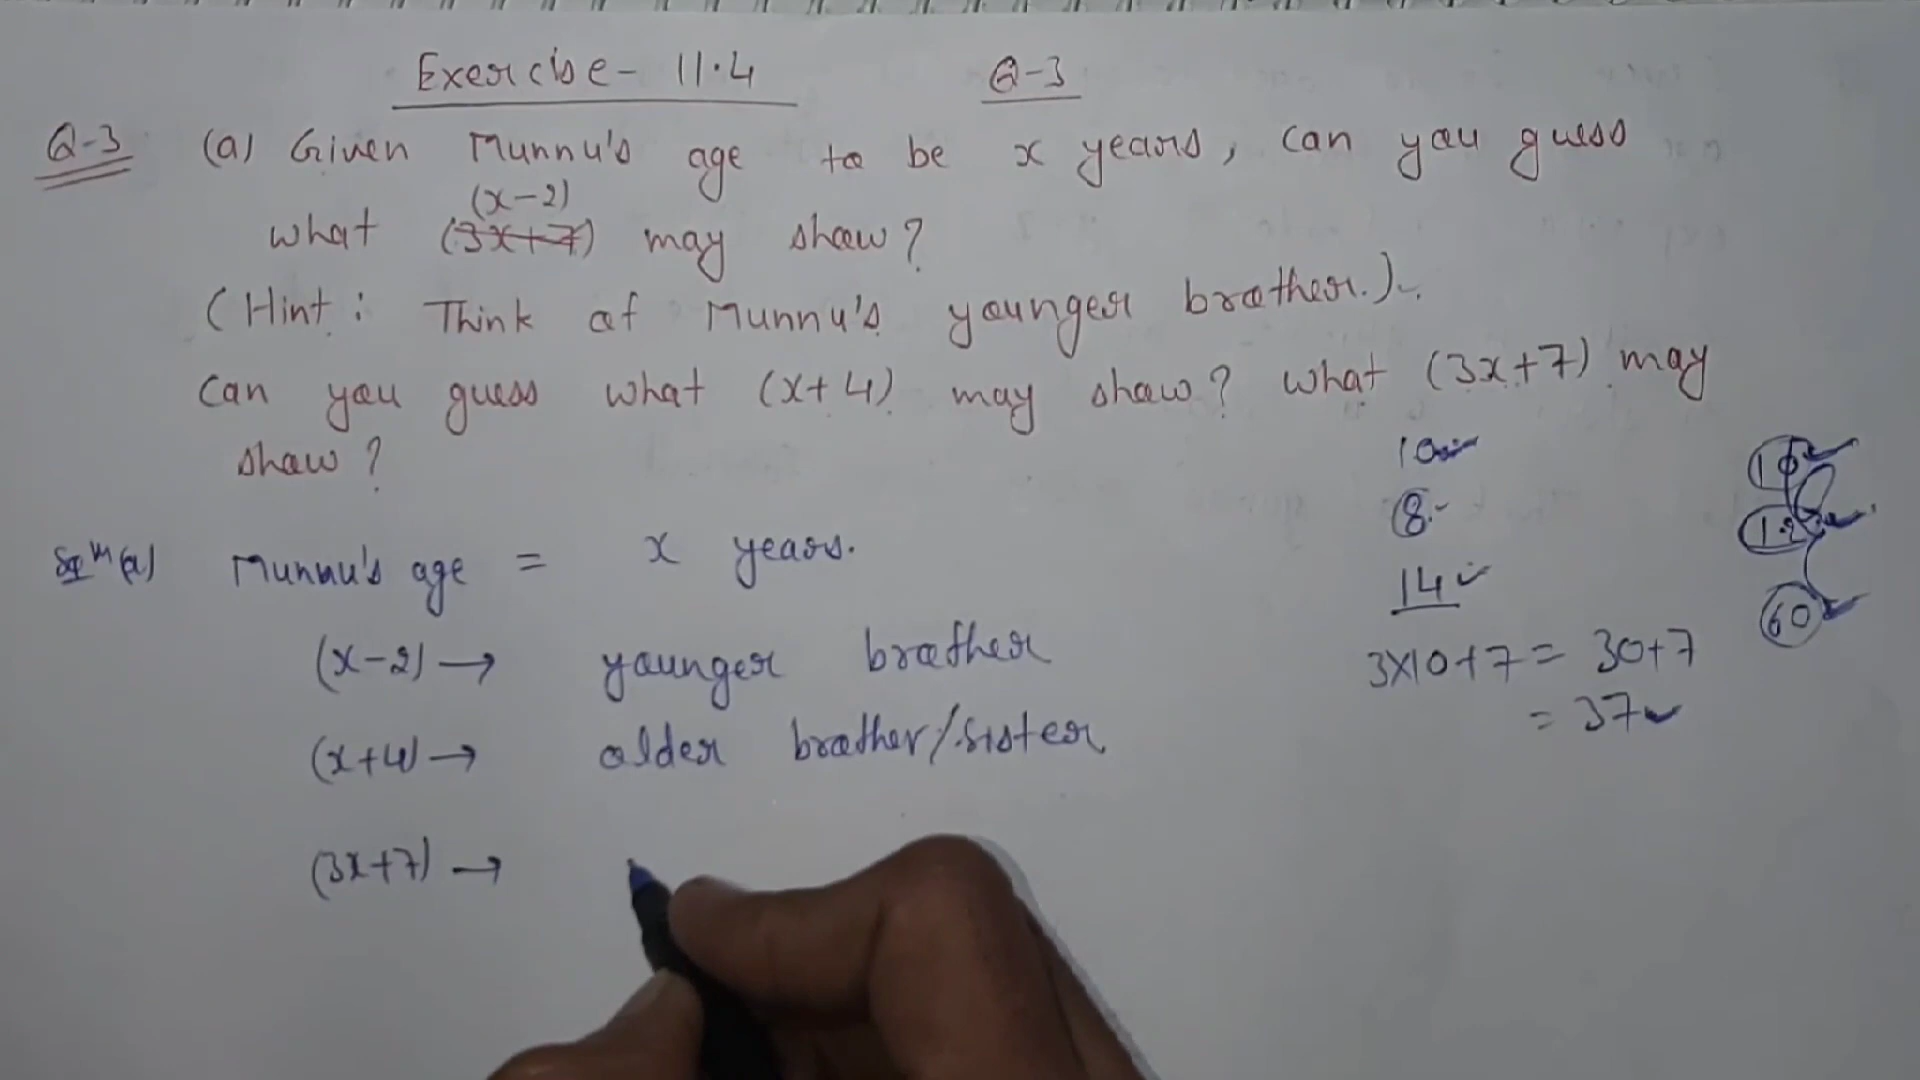 Exercise - 11.4 Q-3
Q-3 (a) Given Munnu's age to be x years, can you guess
(x-2)
what (3x+7) may show?
(Hint: Think of Munnu's younger brother.)
can you guess what (x+4) may show? what (3x+7) may
show?
10
8
14
3x10+7 = 30+7
= 37
10
12
60
Solⁿ (a) Munnu's age = x years.
(x-2) → younger brother
(x+4) → older brother/sister
(3x+7) →